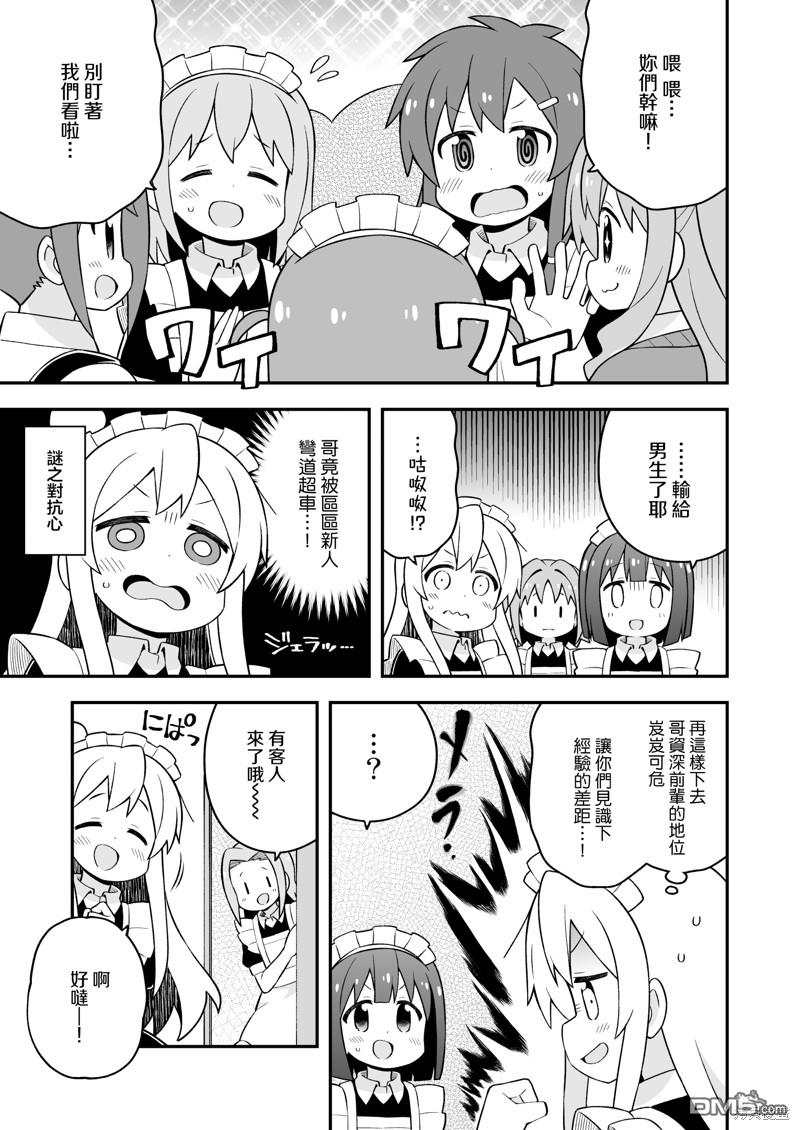 喂 喂…
妳們幹嘛！
別盯著
我們看啦…
ワイ
ワイ
……輸給
男生了耶
…咕呶呶!?
哥竟被區區新人
彎道超車…！
謎之對抗心
ジェラッ…
再這樣下去
哥資深前輩的地位
岌岌可危
讓你們見識下
經驗的差距…！
メラッ
…？
有客人
來了哦〜〜
にぱっ
啊
好噠—！